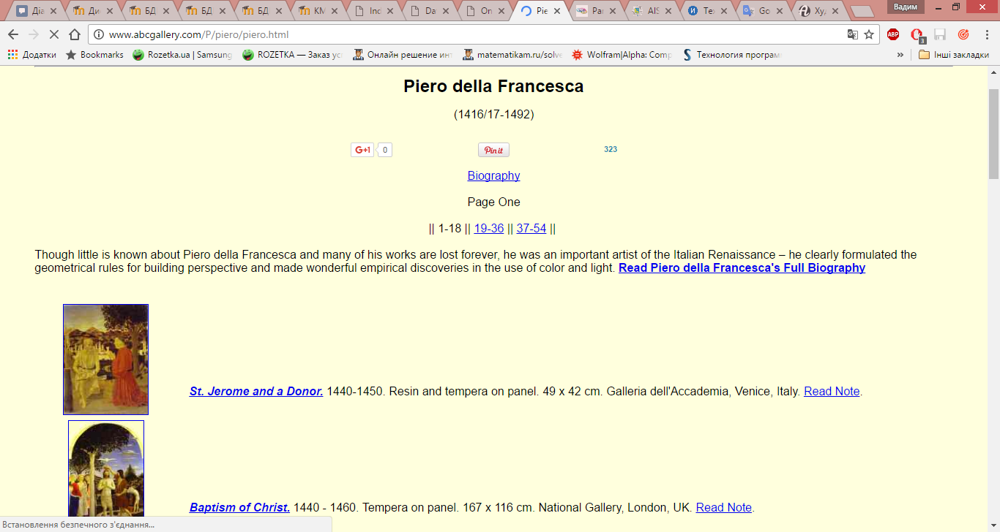 Діа Ди БД БД БД КМ Ind Da On Pie Par AIS Тех Go Худ Вадим
www.abcgallery.com/P/piero/piero.html ABP 3
Додатки Bookmarks Rozetka.ua | Samsung ROZETKA — Заказ ус Онлайн решение инт matematikam.ru/solve Wolfram|Alpha: Comp Технология програм » Інші закладки
Piero della Francesca
(1416/17-1492)
G+1 0 Pin it 323
Biography
Page One
|| 1-18 || 19-36 || 37-54 ||
Though little is known about Piero della Francesca and many of his works are lost forever, he was an important artist of the Italian Renaissance – he clearly formulated the
geometrical rules for building perspective and made wonderful empirical discoveries in the use of color and light. Read Piero della Francesca's Full Biography
St. Jerome and a Donor. 1440-1450. Resin and tempera on panel. 49 x 42 cm. Galleria dell'Accademia, Venice, Italy. Read Note.
Baptism of Christ. 1440 - 1460. Tempera on panel. 167 x 116 cm. National Gallery, London, UK. Read Note.
Встановлення безпечного з'єднання...